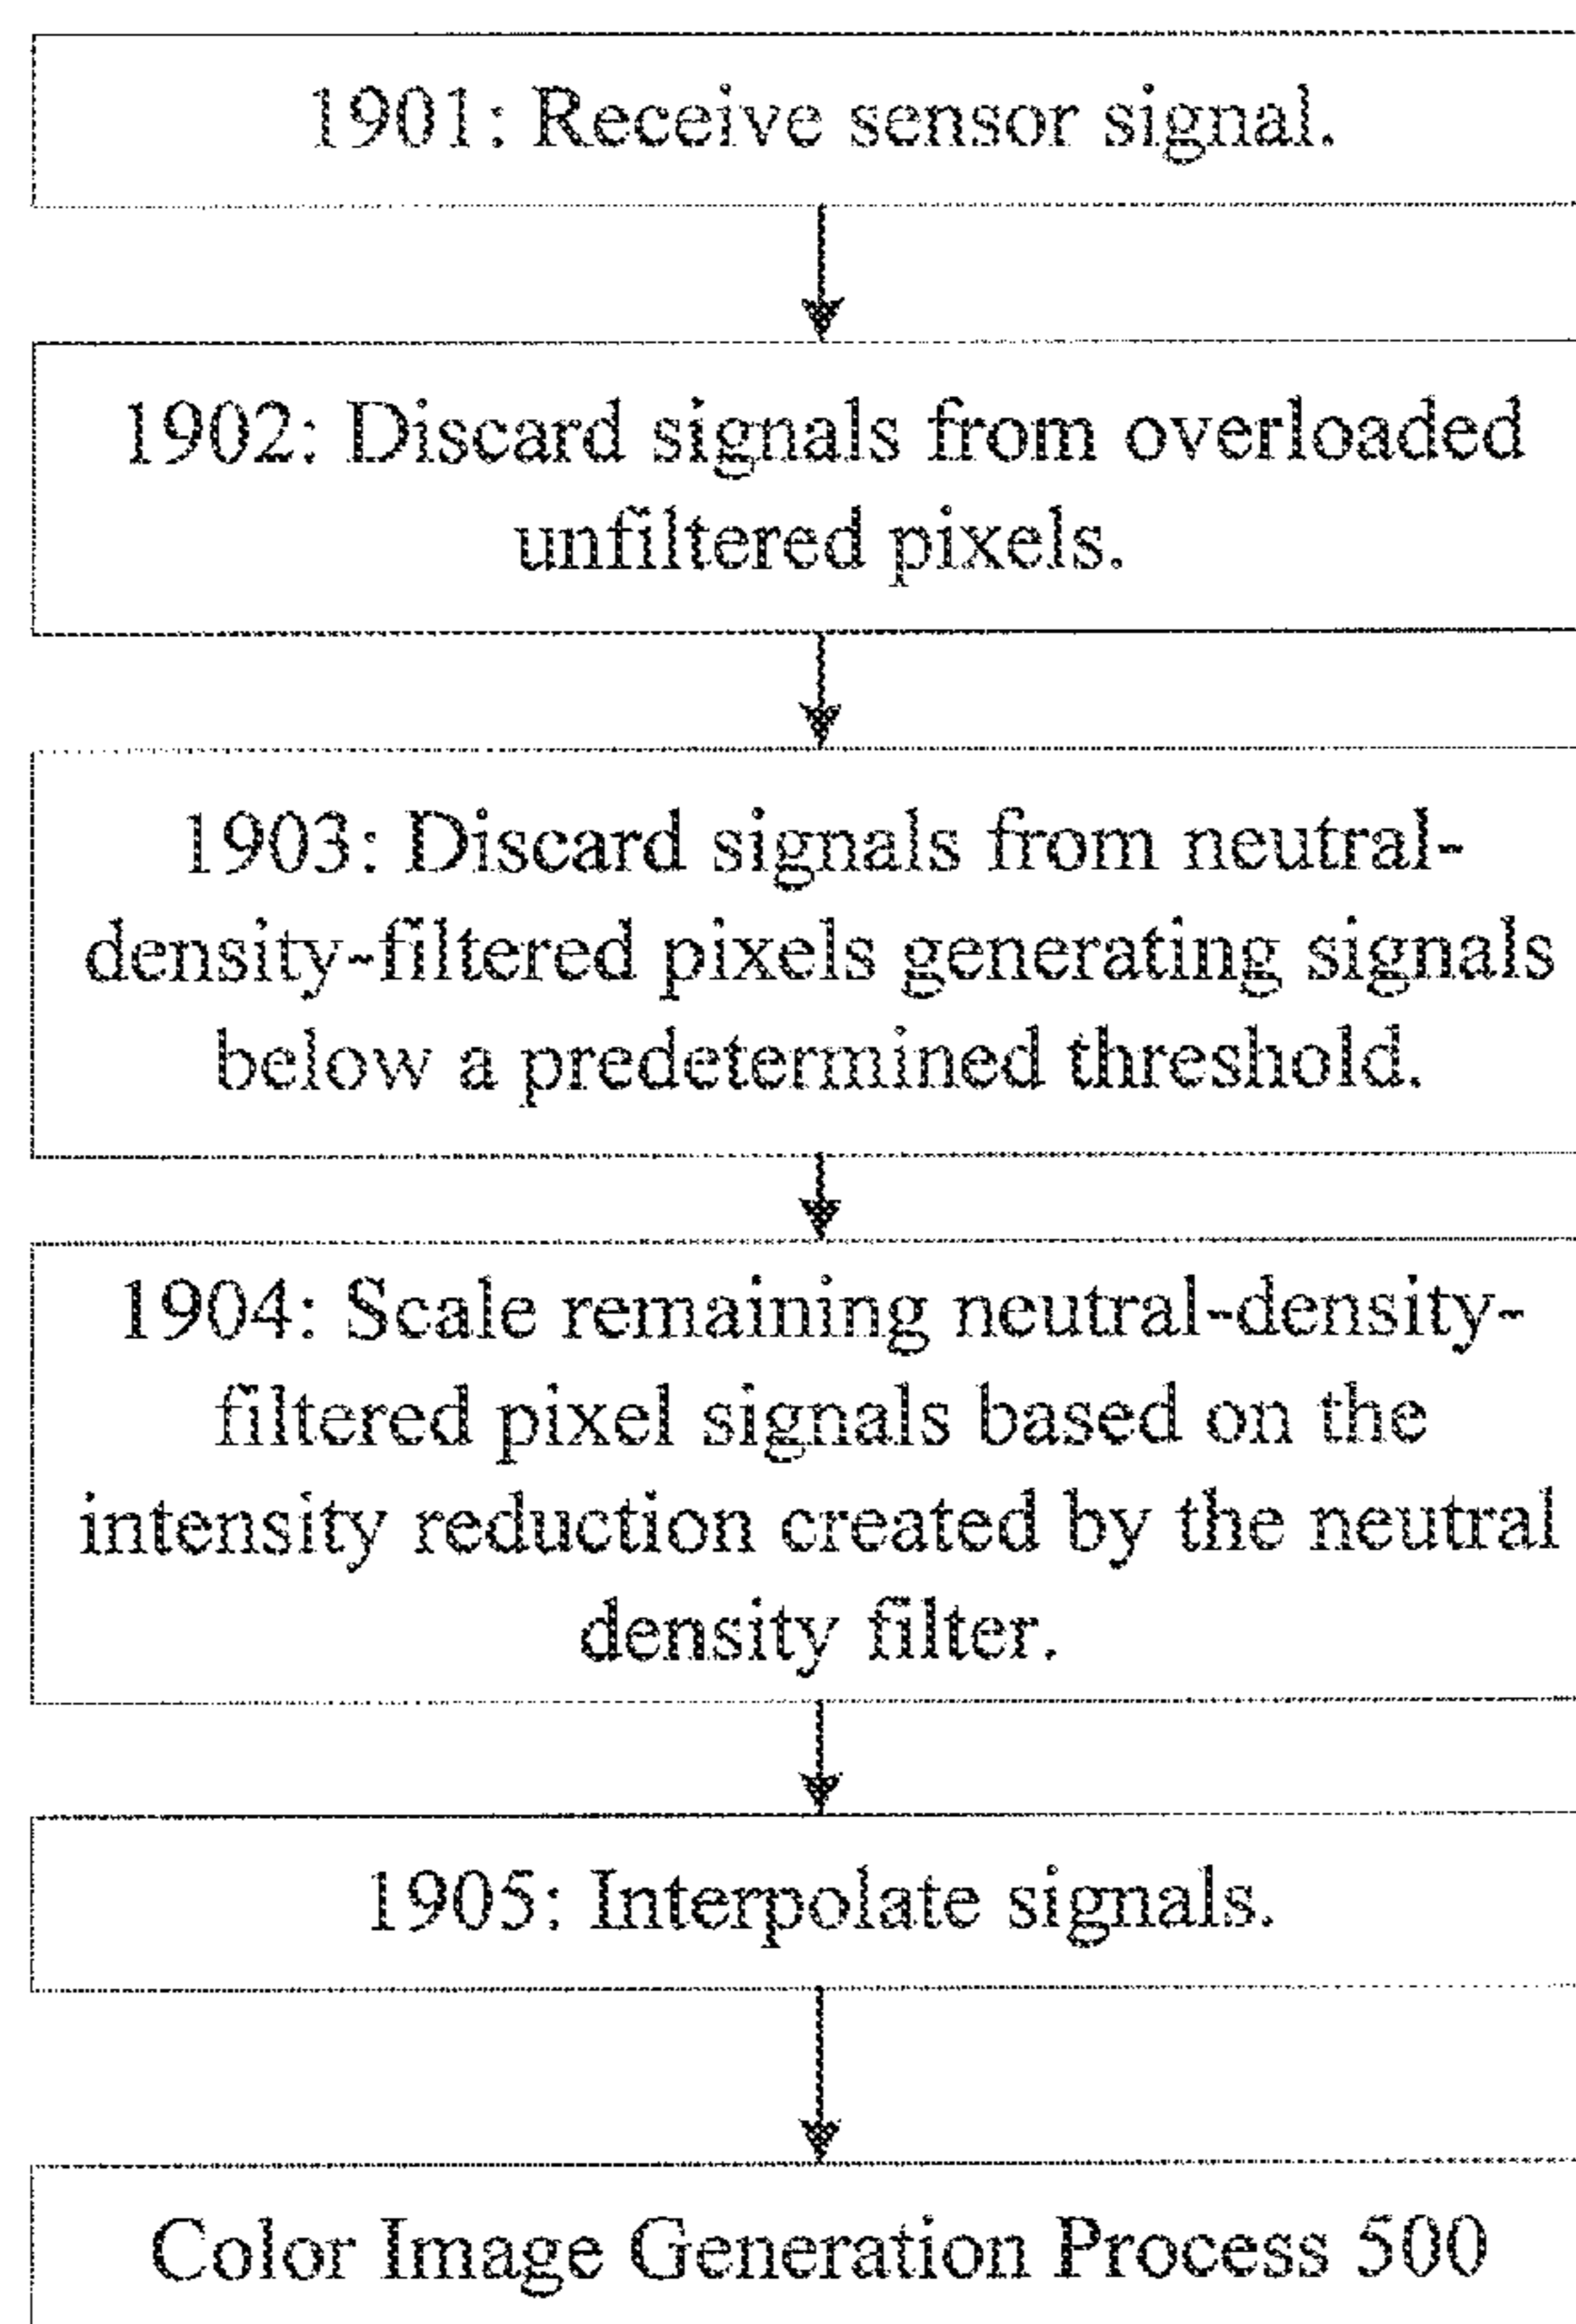 1901: Receive sensor signal.
1902: Discard signals from overloaded
unfiltered pixels.
1903: Discard signals from neutral-
density-filtered pixels generating signals
below a predetermined threshold.
1904: Scale remaining neutral-density-
filtered pixel signals based on the
intensity reduction created by the neutral
density filter.
1905: Interpolate signals.
Color Image Generation Process 500